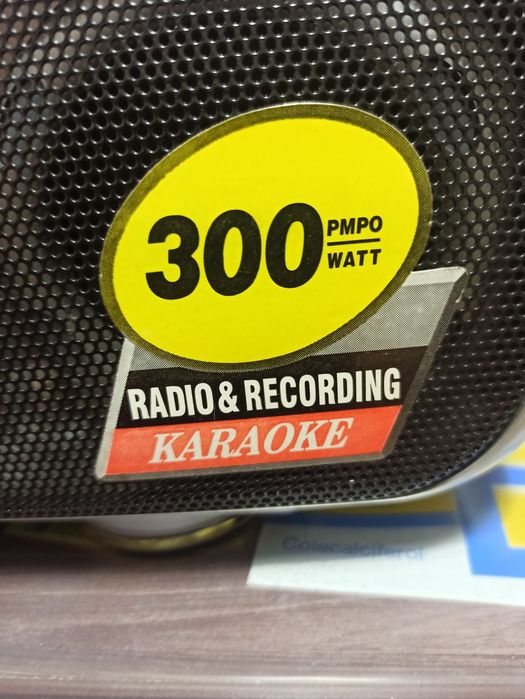 300 PMPO
WATT
RADIO & RECORDING
KARAOKE
Colecalciferol